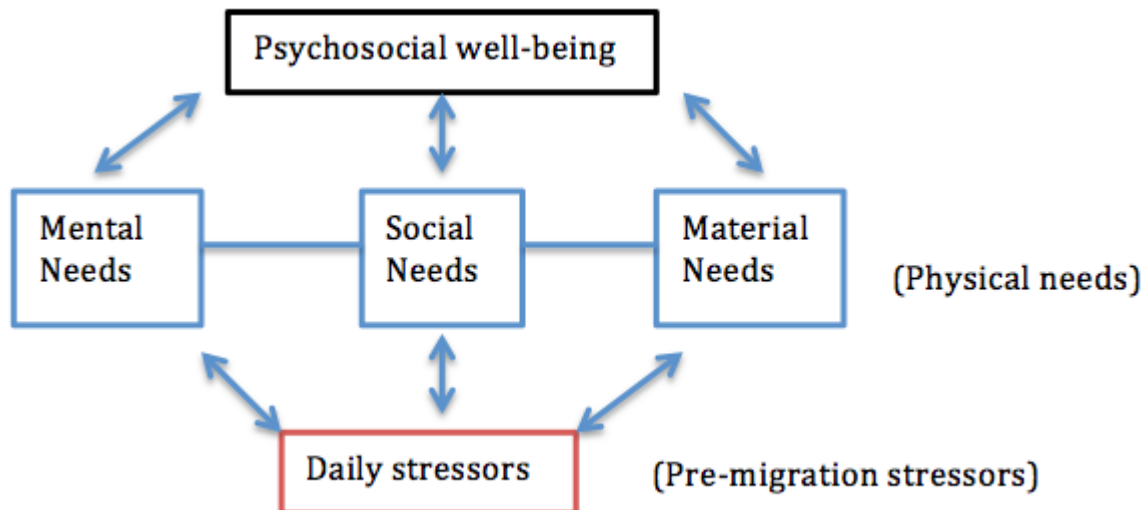 Psychosocial well-being
Mental
Needs
Social
Needs
Material
Needs
(Physical needs)
Daily stressors
(Pre-migration stressors)